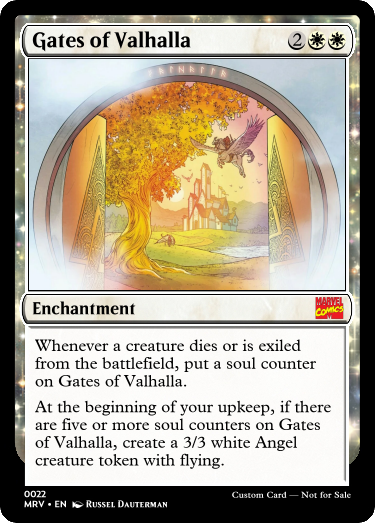 Gates of Valhalla 2
Enchantment
MARVEL
COMICS
Whenever a creature dies or is exiled
from the battlefield, put a soul counter
on Gates of Valhalla.
At the beginning of your upkeep, if there
are five or more soul counters on Gates
of Valhalla, create a 3/3 white Angel
creature token with flying.
0022
MRV • EN Russel Dauterman
Custom Card — Not for Sale